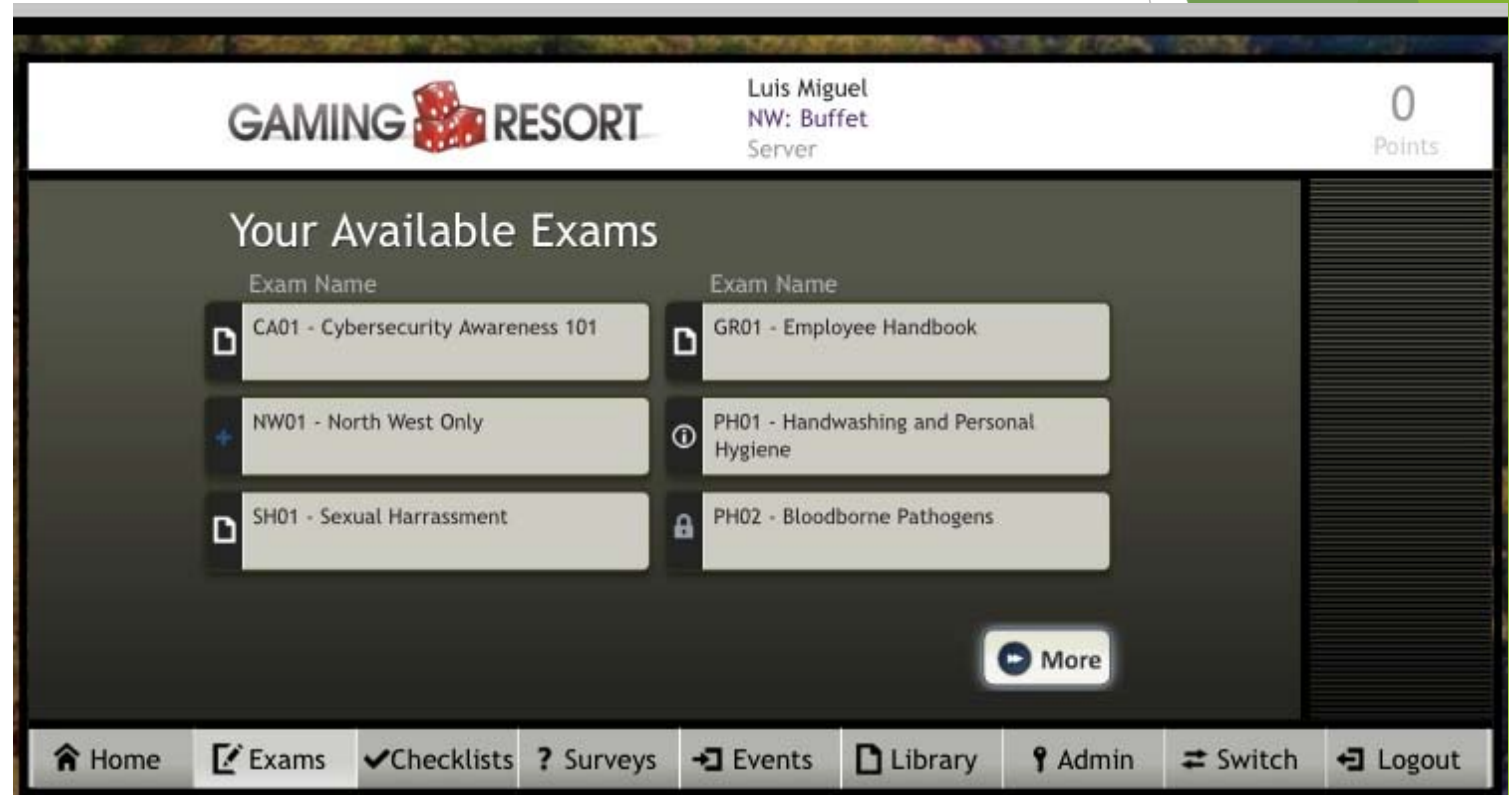 GAMING RESORT
Luis Miguel
NW: Buffet
Server
0
Points
Your Available Exams
Exam Name
Exam Name
CA01 - Cybersecurity Awareness 101
GR01 - Employee Handbook
NW01 - North West Only
PH01 - Handwashing and Personal
Hygiene
SH01 - Sexual Harrassment
PH02 - Bloodborne Pathogens
More
Home Exams Checklists ? Surveys Events Library Admin Switch Logout